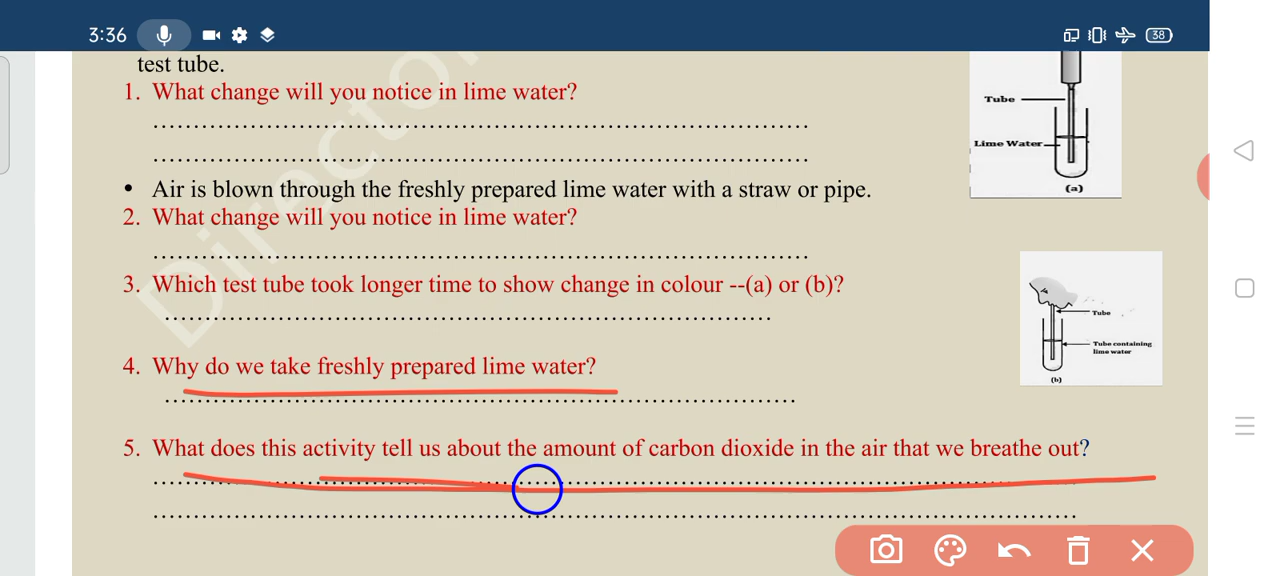 3:36
38
test tube.
1. What change will you notice in lime water?
................................................................................
................................................................................
• Air is blown through the freshly prepared lime water with a straw or pipe.
2. What change will you notice in lime water?
................................................................................
3. Which test tube took longer time to show change in colour --(a) or (b)?
..........................................................................
4. Why do we take freshly prepared lime water?
.............................................................................
5. What does this activity tell us about the amount of carbon dioxide in the air that we breathe out?
.................................................................................................................
.................................................................................................................
Tube
Lime Water
(a)
Tube
Tube containing
lime water
(b)
Director